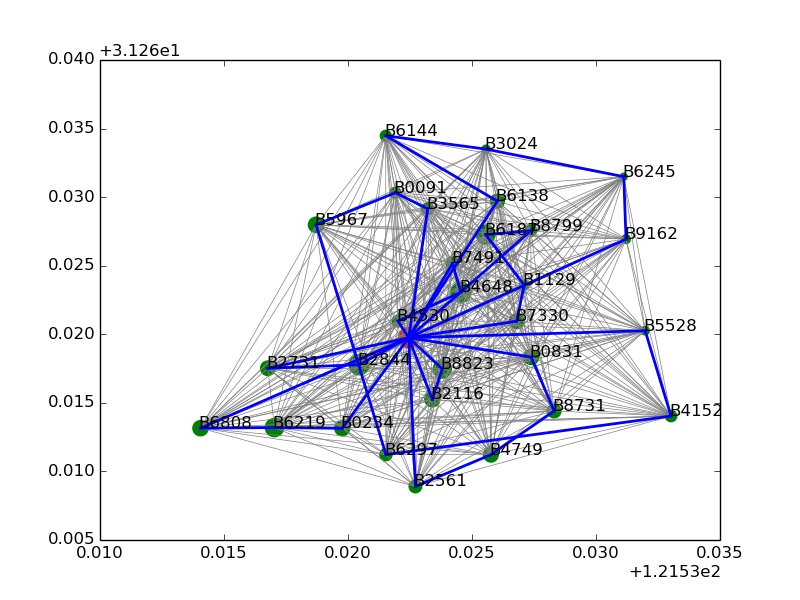 +3.126e1
0.040
0.035
0.030
0.025
0.020
0.015
0.010
0.005
B6144
B3024
B6245
B0091
B6138
B3565
B5967
B6187
B8799
B9162
B7491
B4648
B1129
B4530
B7330
B5528
B2731
B2844
B8823
B0831
B2116
B8731
B4152
B6808
B6219
B0234
B6297
B4749
B2561
0.010
0.015
0.020
0.025
0.030
0.035
+1.2153e2